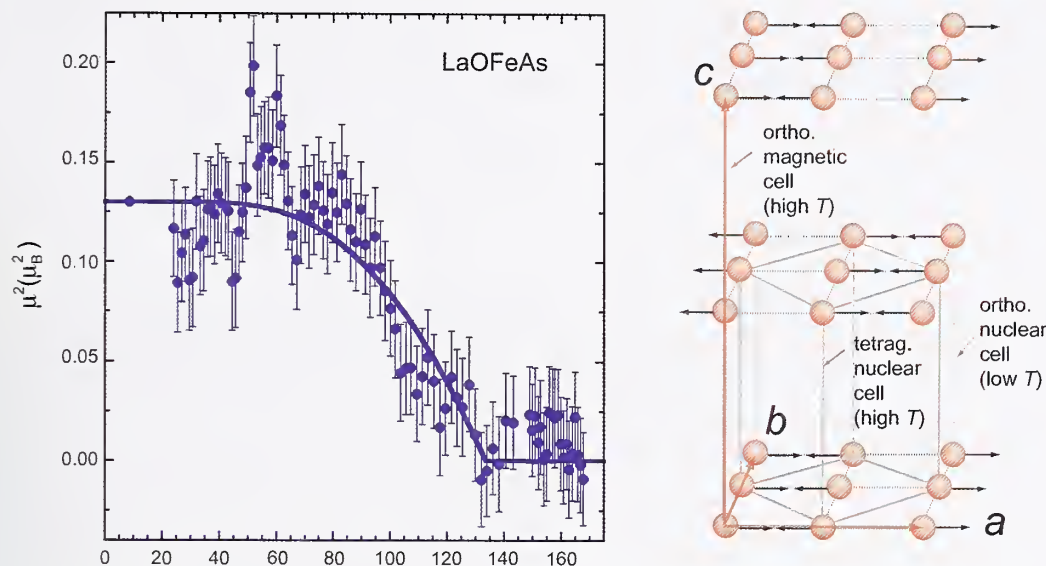 LaOFeAs
0.20
0.15
0.10
0.05
0.00
μ²(μ_B²)
0 20 40 60 80 100 120 140 160
c
ortho.
magnetic
cell
(high T)
ortho.
nuclear
cell
(low T)
tetrag.
nuclear
cell
(high T)
b
a